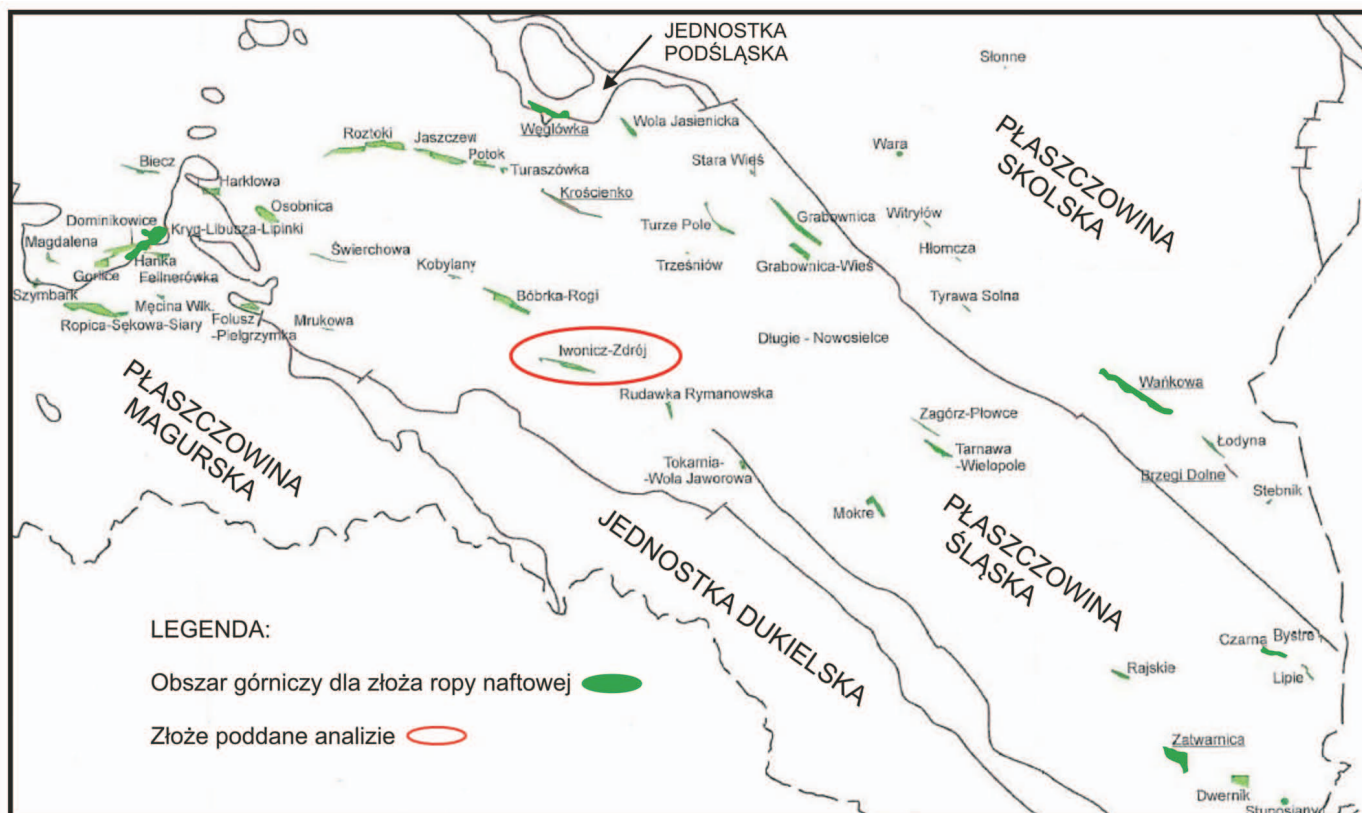 JEDNOSTKA
PODŚLĄSKA
Słonne
Węglówka
Wola Jasienicka
Roztoki
Jaszczew
Potok
Turaszówka
Stara Wieś
Wara
PŁASZCZOWINA
SKOLSKA
Biecz
Harklowa
Osobnica
Krościenko
Dominikowice
Kryg-Libusza-Lipinki
Magdalena
Hanka
Gorlice
Fellnerówka
Turze Pole
Grabownica
Witryłów
Świerchowa
Kobylany
Trześniów
Grabownica-Wieś
Hłomcza
Szymbark
Męcina Wlk.
Ropica-Sękowa-Siary
Folusz
-Pielgrzymka
Mrukowa
Bóbrka-Rogi
Tyrawa Solna
Iwonicz-Zdrój
Długie - Nowosielce
PŁASZCZOWINA
MAGURSKA
Rudawka Rymanowska
Wańkowa
Zagórz-Płowce
Tarnawa
-Wielopole
Łodyna
Brzegi Dolne
Stebnik
Tokarnia-
-Wola Jaworowa
Mokre
PŁASZCZOWINA
ŚLĄSKA
JEDNOSTKA DUKIELSKA
Czarna
Bystre
Rajskie
Lipie
Zatwarnica
Dwernik
Stuposiany
LEGENDA:
Obszar górniczy dla złoża ropy naftowej
Złoże poddane analizie